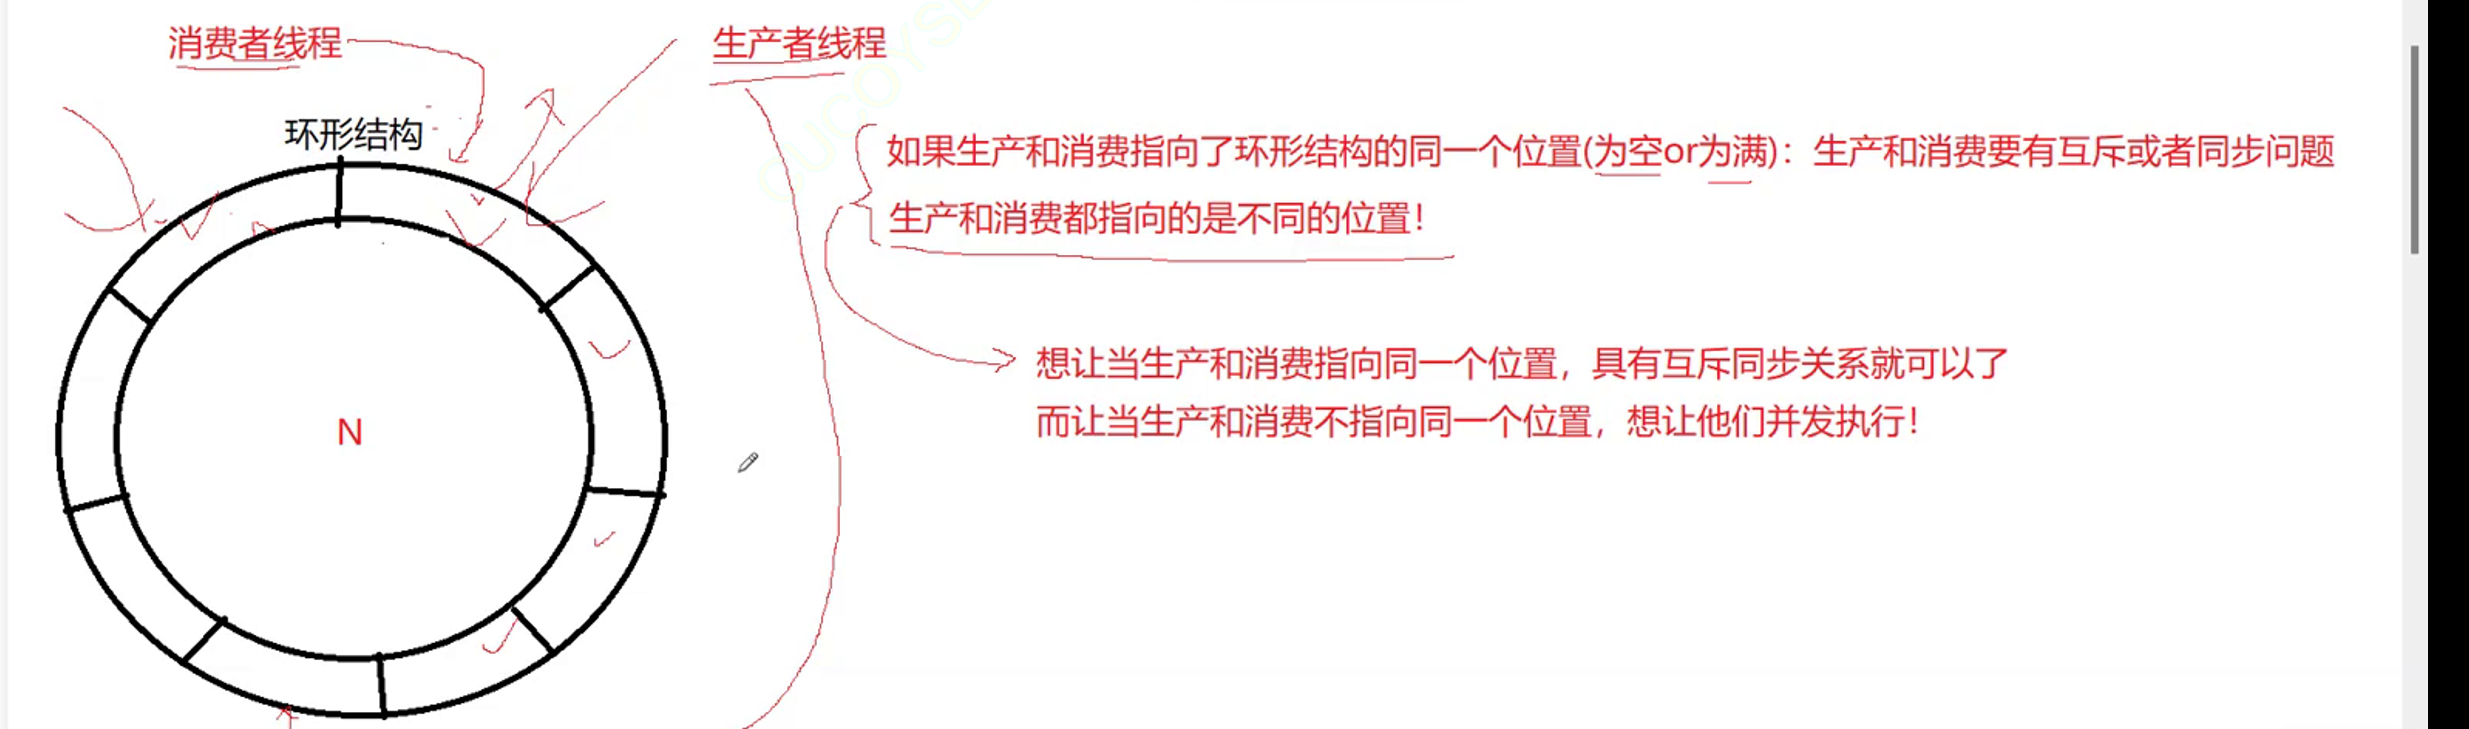 消费者线程
生产者线程
环形结构
如果生产和消费指向了环形结构的同一个位置(为空or为满)：生产和消费要有互斥或者同步问题
生产和消费都指向的是不同的位置！
想让当生产和消费指向同一个位置，具有互斥同步关系就可以了
而让当生产和消费不指向同一个位置，想让他们并发执行！
N